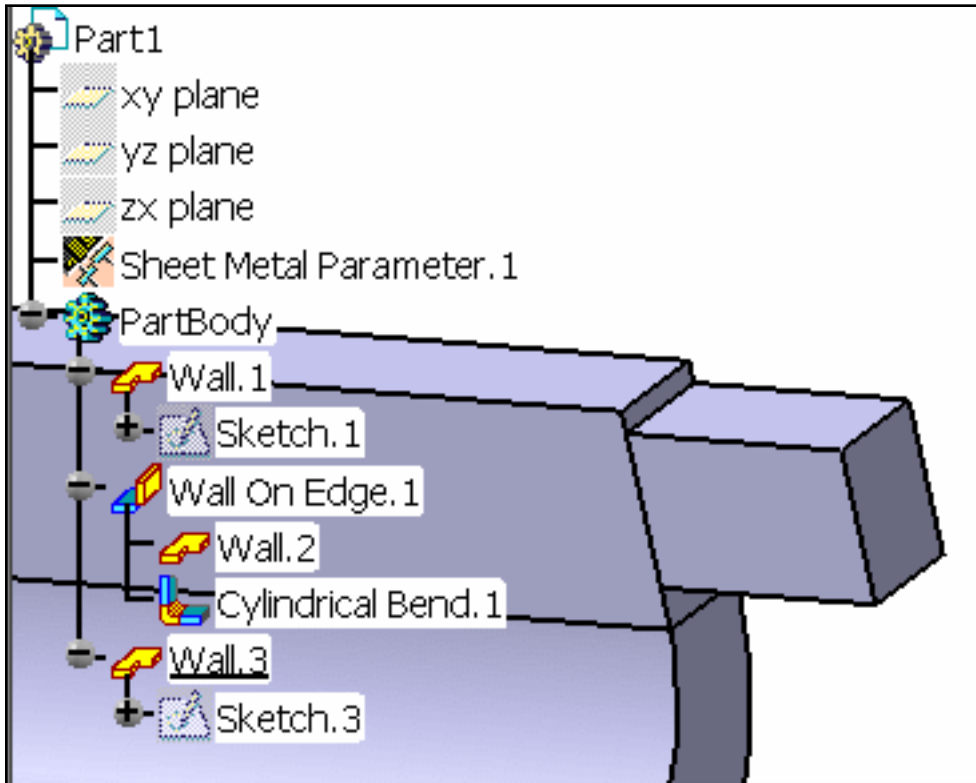 Part1
xy plane
yz plane
zx plane
Sheet Metal Parameter.1
PartBody
Wall.1
Sketch.1
Wall On Edge.1
Wall.2
Cylindrical Bend.1
Wall.3
Sketch.3